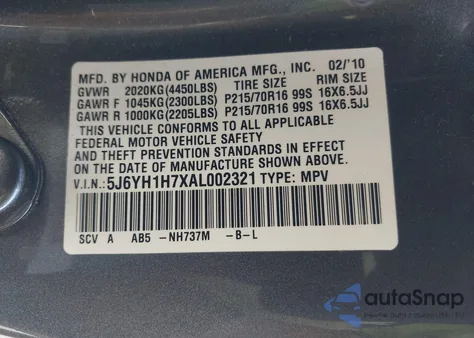 MFD. BY HONDA OF AMERICA MFG., INC. 02/'10
GVWR 2020KG(4450LBS) TIRE SIZE RIM SIZE
GAWR F 1045KG(2300LBS) P215/70R16 99S 16X6.5JJ
GAWR R 1000KG(2205LBS) P215/70R16 99S 16X6.5JJ
THIS VEHICLE CONFORMS TO ALL APPLICABLE
FEDERAL MOTOR VEHICLE SAFETY
STANDARDS IN EFFECT ON THE
DATE OF MANUFACTURE SHOWN ABOVE.
V.I.N.: 5J6YH1H7XAL002321 TYPE: MPV
SCV A AB5 -NH737M -B-L
autoSnap